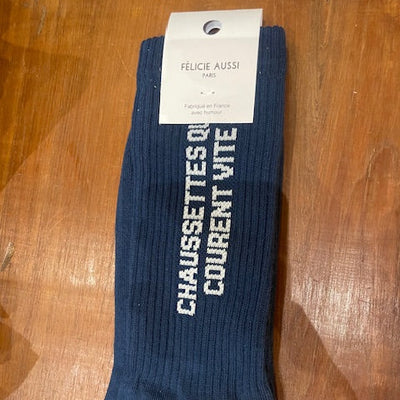 FÉLICIE AUSSI
PARIS
Fabriqué en France
avec humour.
CHAUSSETTES QU
COURENT VITE